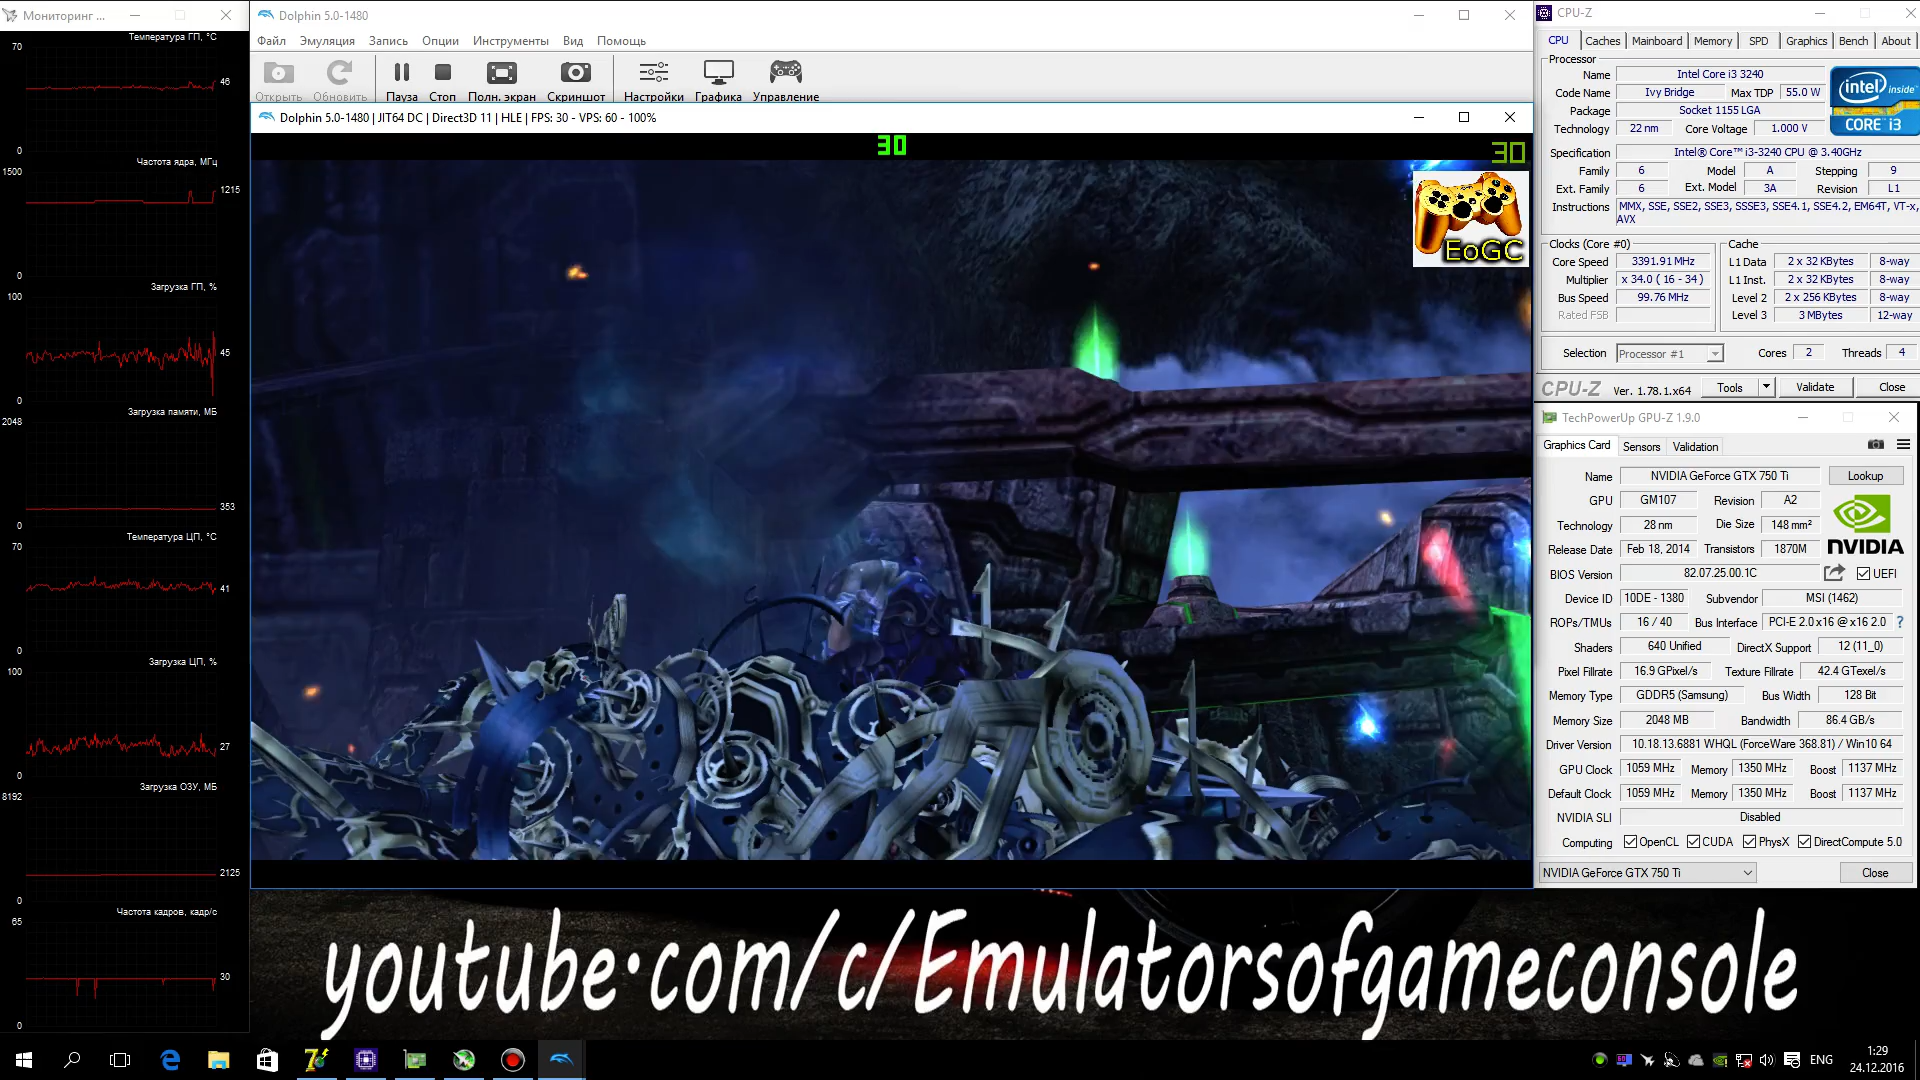 Мониторинг ...
Температура ГП, °C
70
46
0
Частота ядра, МГц
1500
1215
0
Загрузка ГП, %
100
45
0
Загрузка памяти, МБ
2048
353
0
Температура ЦП, °C
70
41
0
Загрузка ЦП, %
100
27
0
Загрузка ОЗУ, МБ
8192
2125
0
Частота кадров, кадр/с
65
30
0
Dolphin 5.0-1480
Файл Эмуляция Запись Опции Инструменты Вид Помощь
Открыть Обновить Пауза Стоп Полн. экран Скриншот Настройки Графика Управление
Dolphin 5.0-1480 | JIT64 DC | Direct3D 11 | HLE | FPS: 30 - VPS: 60 - 100%
30
30
EoGC
CPU-Z
CPU Caches Mainboard Memory SPD Graphics Bench About
Processor
Name Intel Core i3 3240
Code Name Ivy Bridge Max TDP 55.0 W
Package Socket 1155 LGA
Technology 22 nm Core Voltage 1.000 V
intel inside
CORE i3
Specification Intel® Core™ i3-3240 CPU @ 3.40GHz
Family 6 Model A Stepping 9
Ext. Family 6 Ext. Model 3A Revision L1
Instructions MMX, SSE, SSE2, SSE3, SSSE3, SSE4.1, SSE4.2, EM64T, VT-x,
AVX
Clocks (Core #0) Cache
Core Speed 3391.91 MHz L1 Data 2 x 32 KBytes 8-way
Multiplier x 34.0 ( 16 - 34 ) L1 Inst. 2 x 32 KBytes 8-way
Bus Speed 99.76 MHz Level 2 2 x 256 KBytes 8-way
Rated FSB Level 3 3 MBytes 12-way
Selection Processor #1 Cores 2 Threads 4
CPU-Z Ver. 1.78.1.x64 Tools Validate Close
TechPowerUp GPU-Z 1.9.0
Graphics Card Sensors Validation
Name NVIDIA GeForce GTX 750 Ti Lookup
GPU GM107 Revision A2
Technology 28 nm Die Size 148 mm²
Release Date Feb 18, 2014 Transistors 1870M
NVIDIA
BIOS Version 82.07.25.00.1C UEFI
Device ID 10DE - 1380 Subvendor MSI (1462)
ROPs/TMUs 16 / 40 Bus Interface PCI-E 2.0 x16 @ x16 2.0 ?
Shaders 640 Unified DirectX Support 12 (11_0)
Pixel Fillrate 16.9 GPixel/s Texture Fillrate 42.4 GTexel/s
Memory Type GDDR5 (Samsung) Bus Width 128 Bit
Memory Size 2048 MB Bandwidth 86.4 GB/s
Driver Version 10.18.13.6881 WHQL (ForceWare 368.81) / Win10 64
GPU Clock 1059 MHz Memory 1350 MHz Boost 1137 MHz
Default Clock 1059 MHz Memory 1350 MHz Boost 1137 MHz
NVIDIA SLI Disabled
Computing OpenCL CUDA PhysX DirectCompute 5.0
NVIDIA GeForce GTX 750 Ti Close
youtube.com/c/Emulatorsofgameconsole
ENG
1:29
24.12.2016